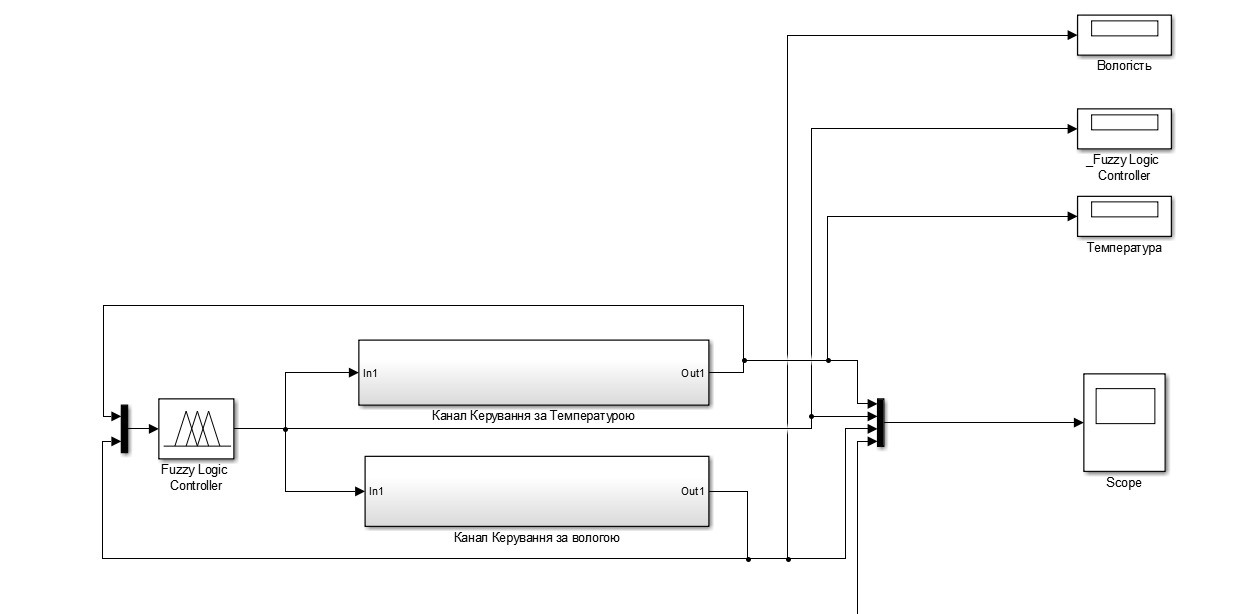 Вологість
_Fuzzy Logic
Controller
Температура
In1
Out1
Канал Керування за Температурою
Fuzzy Logic
Controller
In1
Out1
Канал Керування за вологою
Scope